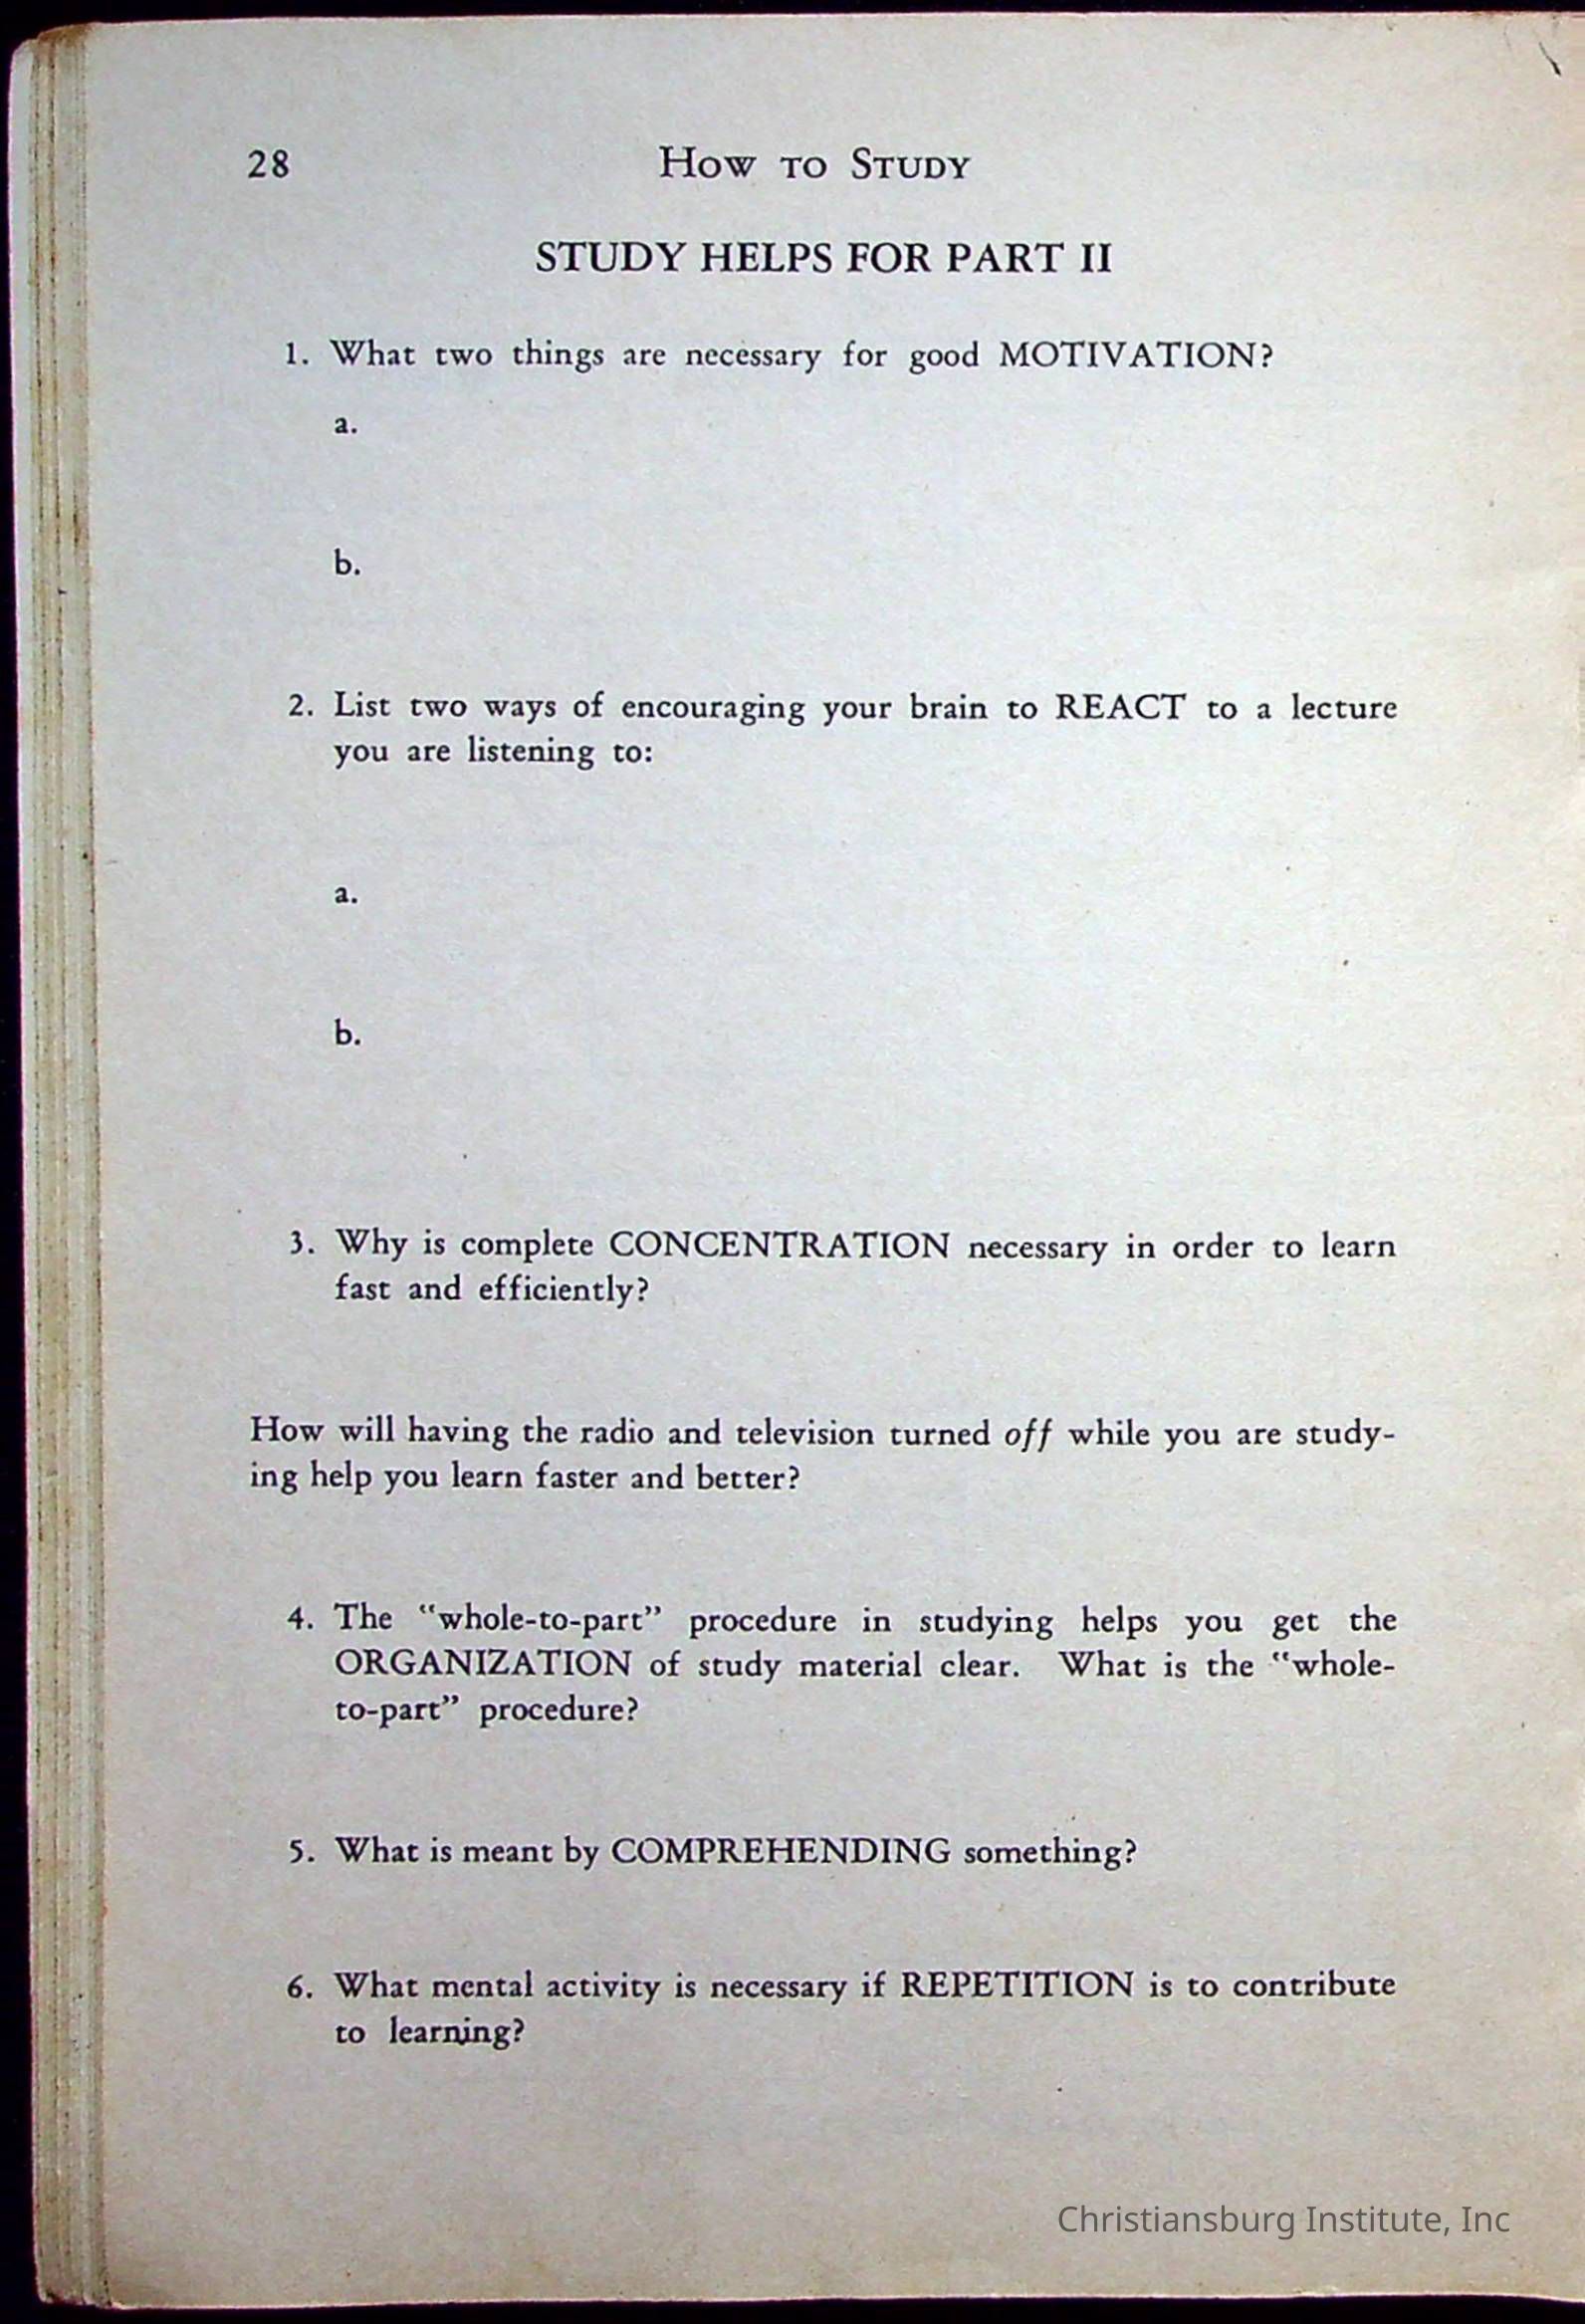 28 How to Study
STUDY HELPS FOR PART II
1. What two things are necessary for good MOTIVATION?
a.
b.
2. List two ways of encouraging your brain to REACT to a lecture
you are listening to:
a.
b.
3. Why is complete CONCENTRATION necessary in order to learn
fast and efficiently?
How will having the radio and television turned off while you are study-
ing help you learn faster and better?
4. The "whole-to-part" procedure in studying helps you get the
ORGANIZATION of study material clear. What is the "whole-
to-part" procedure?
5. What is meant by COMPREHENDING something?
6. What mental activity is necessary if REPETITION is to contribute
to learning?
Christiansburg Institute, Inc